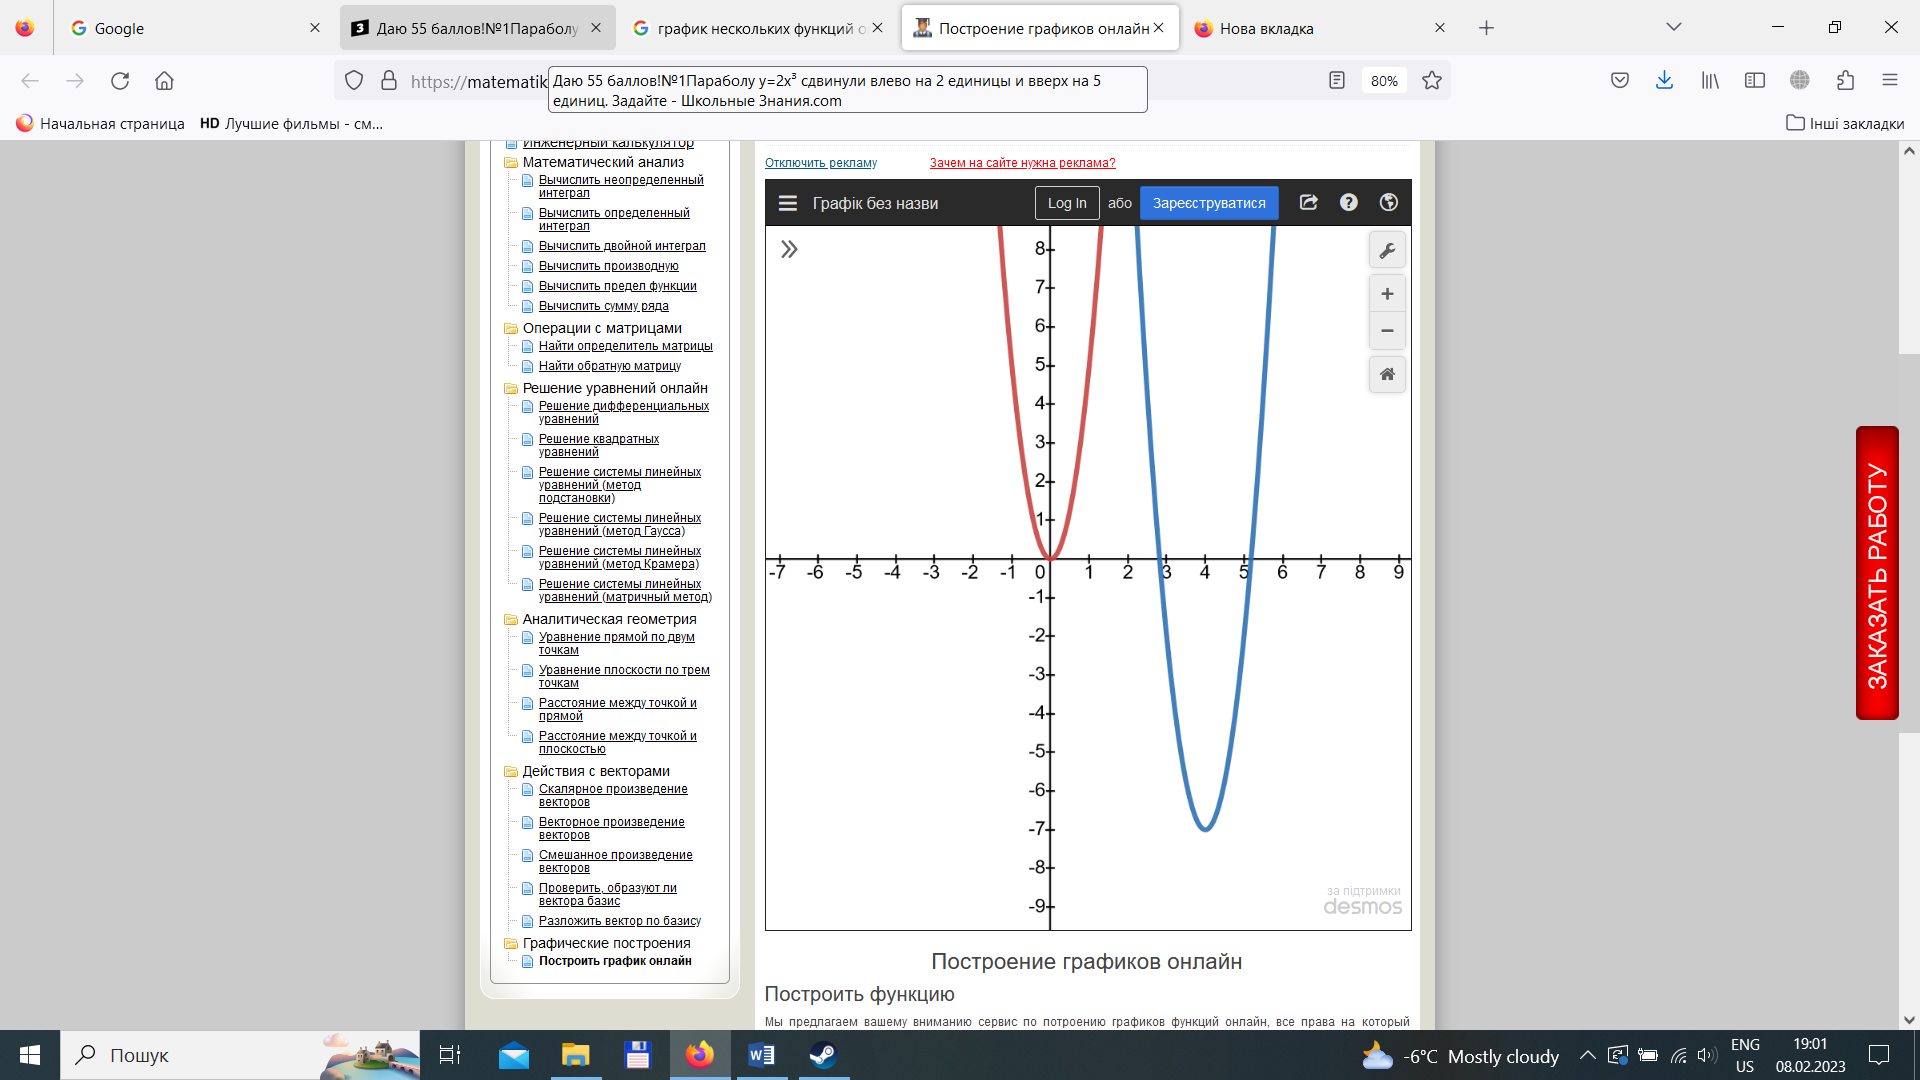 Google
Даю 55 баллов!№1Параболу
график нескольких функций о
Построение графиков онлайн
Нова вкладка
https://matematik
80%
Даю 55 баллов!№1Параболу y=2x³ сдвинули влево на 2 единицы и вверх на 5
единиц. Задайте - Школьные Знания.com
Начальная страница
HD Лучшие фильмы - см...
Інші закладки
Инженерный калькулятор
Математический анализ
Вычислить неопределенный
интеграл
Вычислить определенный
интеграл
Вычислить двойной интеграл
Вычислить производную
Вычислить предел функции
Вычислить сумму ряда
Операции с матрицами
Найти определитель матрицы
Найти обратную матрицу
Решение уравнений онлайн
Решение дифференциальных
уравнений
Решение квадратных
уравнений
Решение системы линейных
уравнений (метод
подстановки)
Решение системы линейных
уравнений (метод Гаусса)
Решение системы линейных
уравнений (метод Крамера)
Решение системы линейных
уравнений (матричный метод)
Аналитическая геометрия
Уравнение прямой по двум
точкам
Уравнение плоскости по трем
точкам
Расстояние между точкой и
прямой
Расстояние между точкой и
плоскостью
Действия с векторами
Скалярное произведение
векторов
Векторное произведение
векторов
Смешанное произведение
векторов
Проверить, образуют ли
вектора базис
Разложить вектор по базису
Графические построения
Построить график онлайн
Отключить рекламу
Зачем на сайте нужна реклама?
Графік без назви
Log In
або
Зареєструватися
8
7
6
5
4
3
2
1
-7 -6 -5 -4 -3 -2 -1 0 1 2 3 4 5 6 7 8 9
-1
-2
-3
-4
-5
-6
-7
-8
-9
за підтримки
desmos
Построение графиков онлайн
Построить функцию
Мы предлагаем вашему вниманию сервис по потроению графиков функций онлайн, все права на который
ЗАКАЗАТЬ РАБОТУ
Пошук
-6°C Mostly cloudy
ENG
US
19:01
08.02.2023